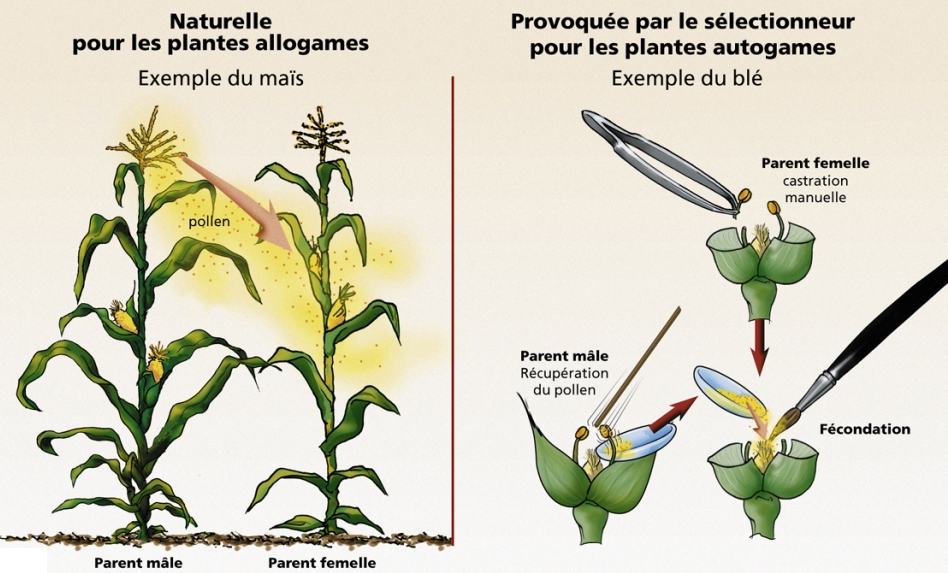 Naturelle
pour les plantes allogames
Exemple du maïs
pollen
Parent mâle
Parent femelle
Provoquée par le sélectionneur
pour les plantes autogames
Exemple du blé
Parent femelle
castration
manuelle
Parent mâle
Récupération
du pollen
Fécondation